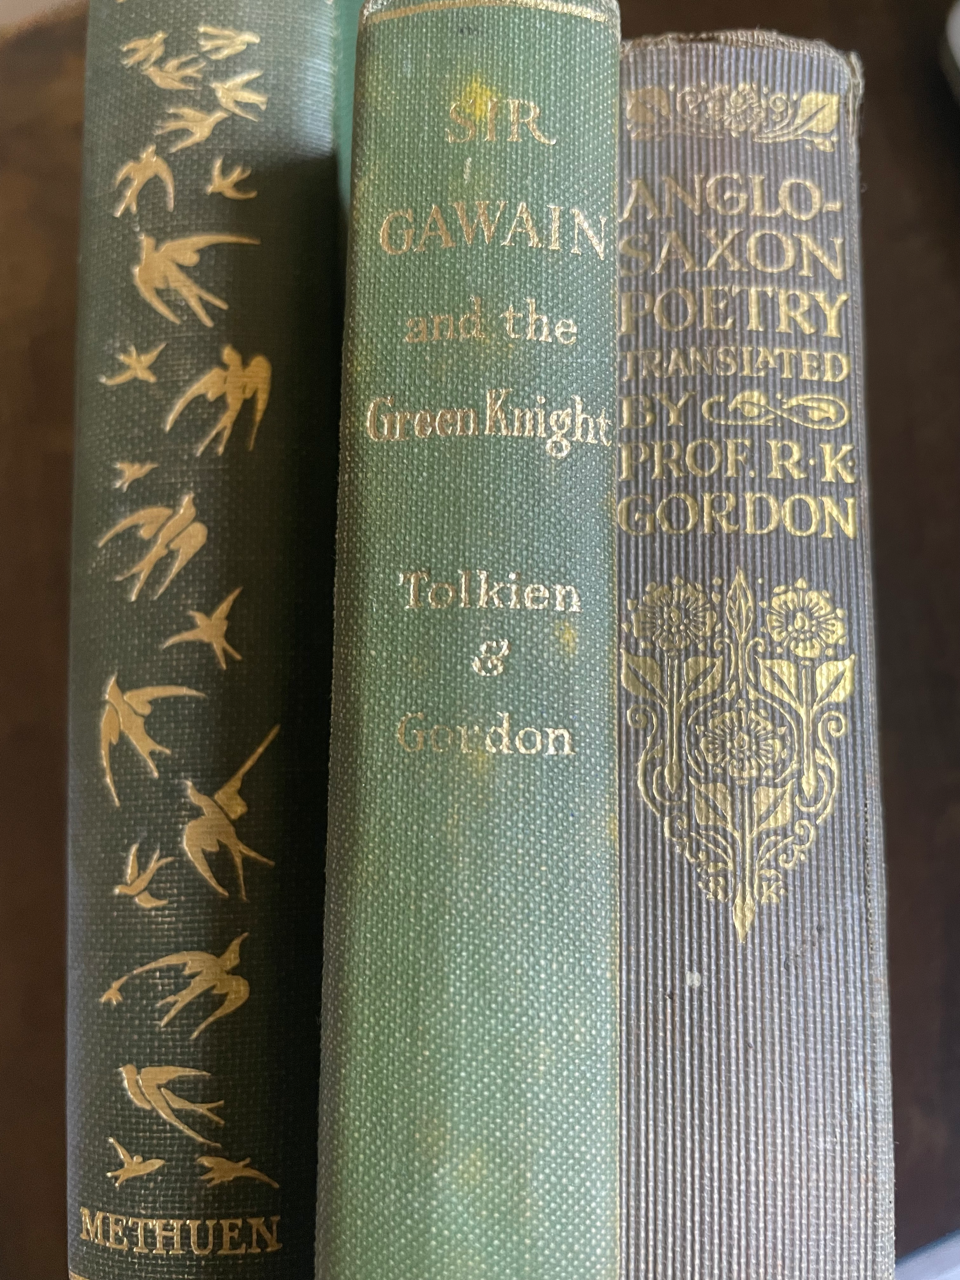 METHUEN
SIR
GAWAIN
and the
Green Knight
Tolkien
&
Gordon
ANGLO-
SAXON
POETRY
TRANSLATED
BY
PROF. R·K
GORDON